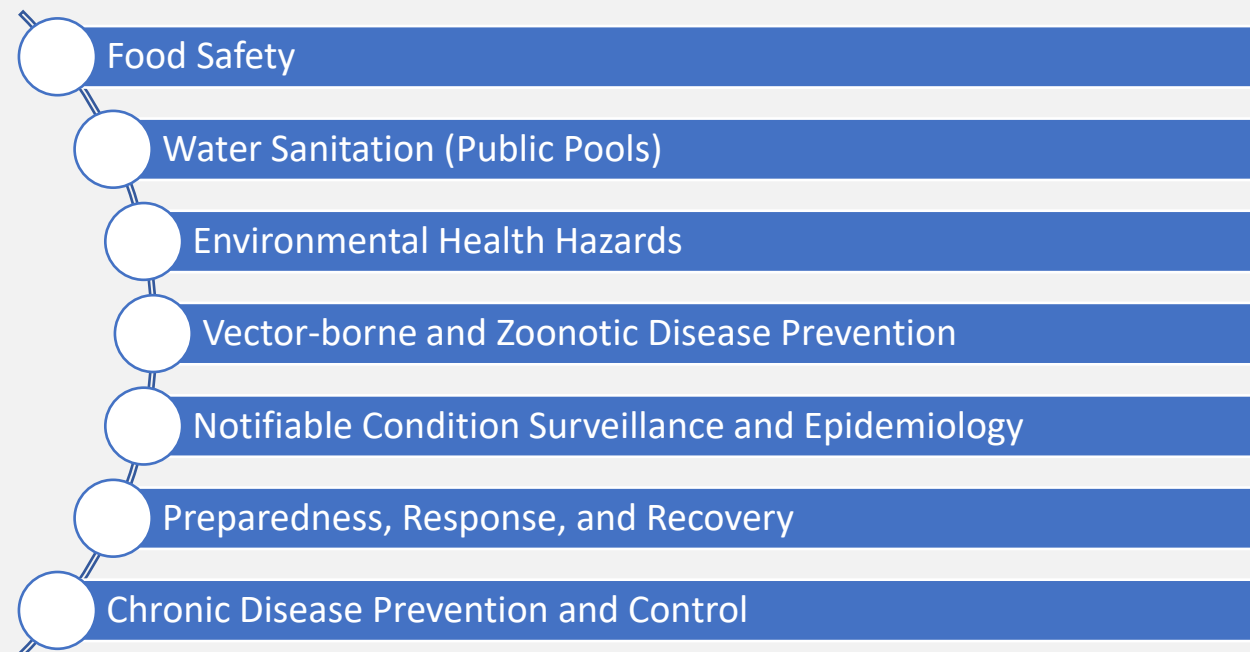 Food Safety
Water Sanitation (Public Pools)
Environmental Health Hazards
Vector-borne and Zoonotic Disease Prevention
Notifiable Condition Surveillance and Epidemiology
Preparedness, Response, and Recovery
Chronic Disease Prevention and Control